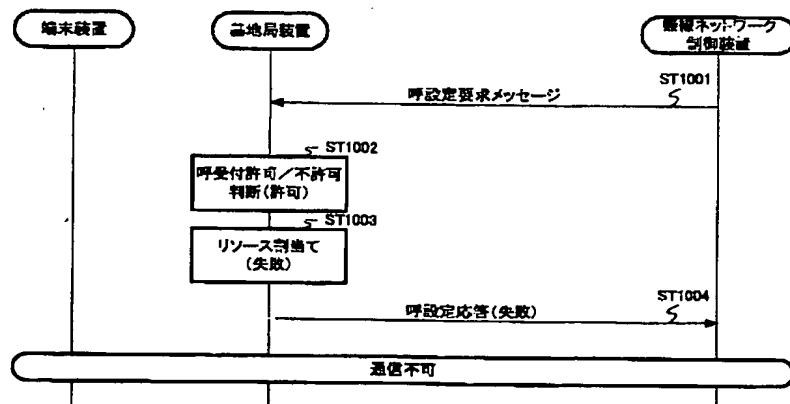 端末装置
基地局装置
無線ネットワーク
制御装置
ST1001
呼設定要求メッセージ
ST1002
呼受付許可／不許可
判断(許可)
ST1003
リソース割当て
(失敗)
ST1004
呼設定応答(失敗)
通信不可